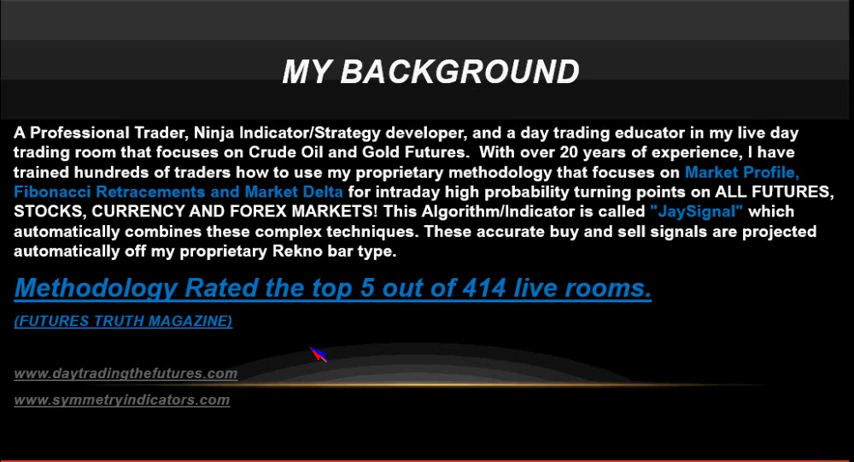 MY BACKGROUND
A Professional Trader, Ninja Indicator/Strategy developer, and a day trading educator in my live day
trading room that focuses on Crude Oil and Gold Futures.  With over 20 years of experience, I have
trained hundreds of traders how to use my proprietary methodology that focuses on Market Profile,
Fibonacci Retracements and Market Delta for intraday high probability turning points on ALL FUTURES,
STOCKS, CURRENCY AND FOREX MARKETS! This Algorithm/Indicator is called "JaySignal" which
automatically combines these complex techniques. These accurate buy and sell signals are projected
automatically off my proprietary Rekno bar type.
Methodology Rated the top 5 out of 414 live rooms.
(FUTURES TRUTH MAGAZINE)
www.daytradingthefutures.com
www.symmetryindicators.com